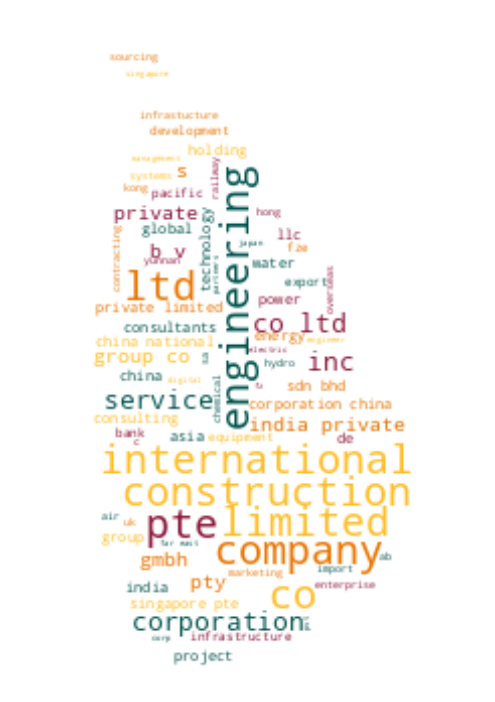 sourcing
singapore
infrastucture
development
management
holding
systems
s
kong
pacific
railway
engineering
private
hong
global
technology
llc
japan
fze
b v
yunnan
contracting
partners
water
ltd
export
overseas
power
private limited
co ltd
consultants
energy
engineer
china national
electric
group co
sa
inc
hydro
china
digital
chemical
sdn bhd
service
corporation china
consulting
india private
bank
c
asia
equipment
de
international
construction
air
uk
pte
limited
group
far east
company
gmbh
ab
import
marketing
pty
india
enterprise
co
singapore pte
corporation
corp
infrastructure
project